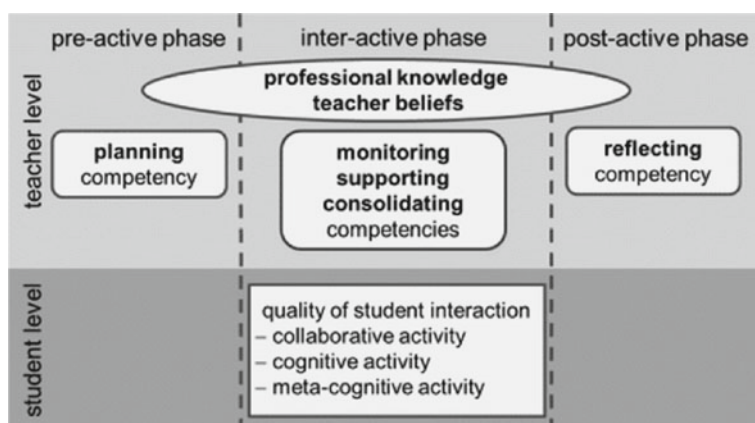 pre-active phase
inter-active phase
post-active phase
teacher level
professional knowledge
teacher beliefs
planning
competency
monitoring
supporting
consolidating
competencies
reflecting
competency
student level
quality of student interaction
– collaborative activity
– cognitive activity
– meta-cognitive activity